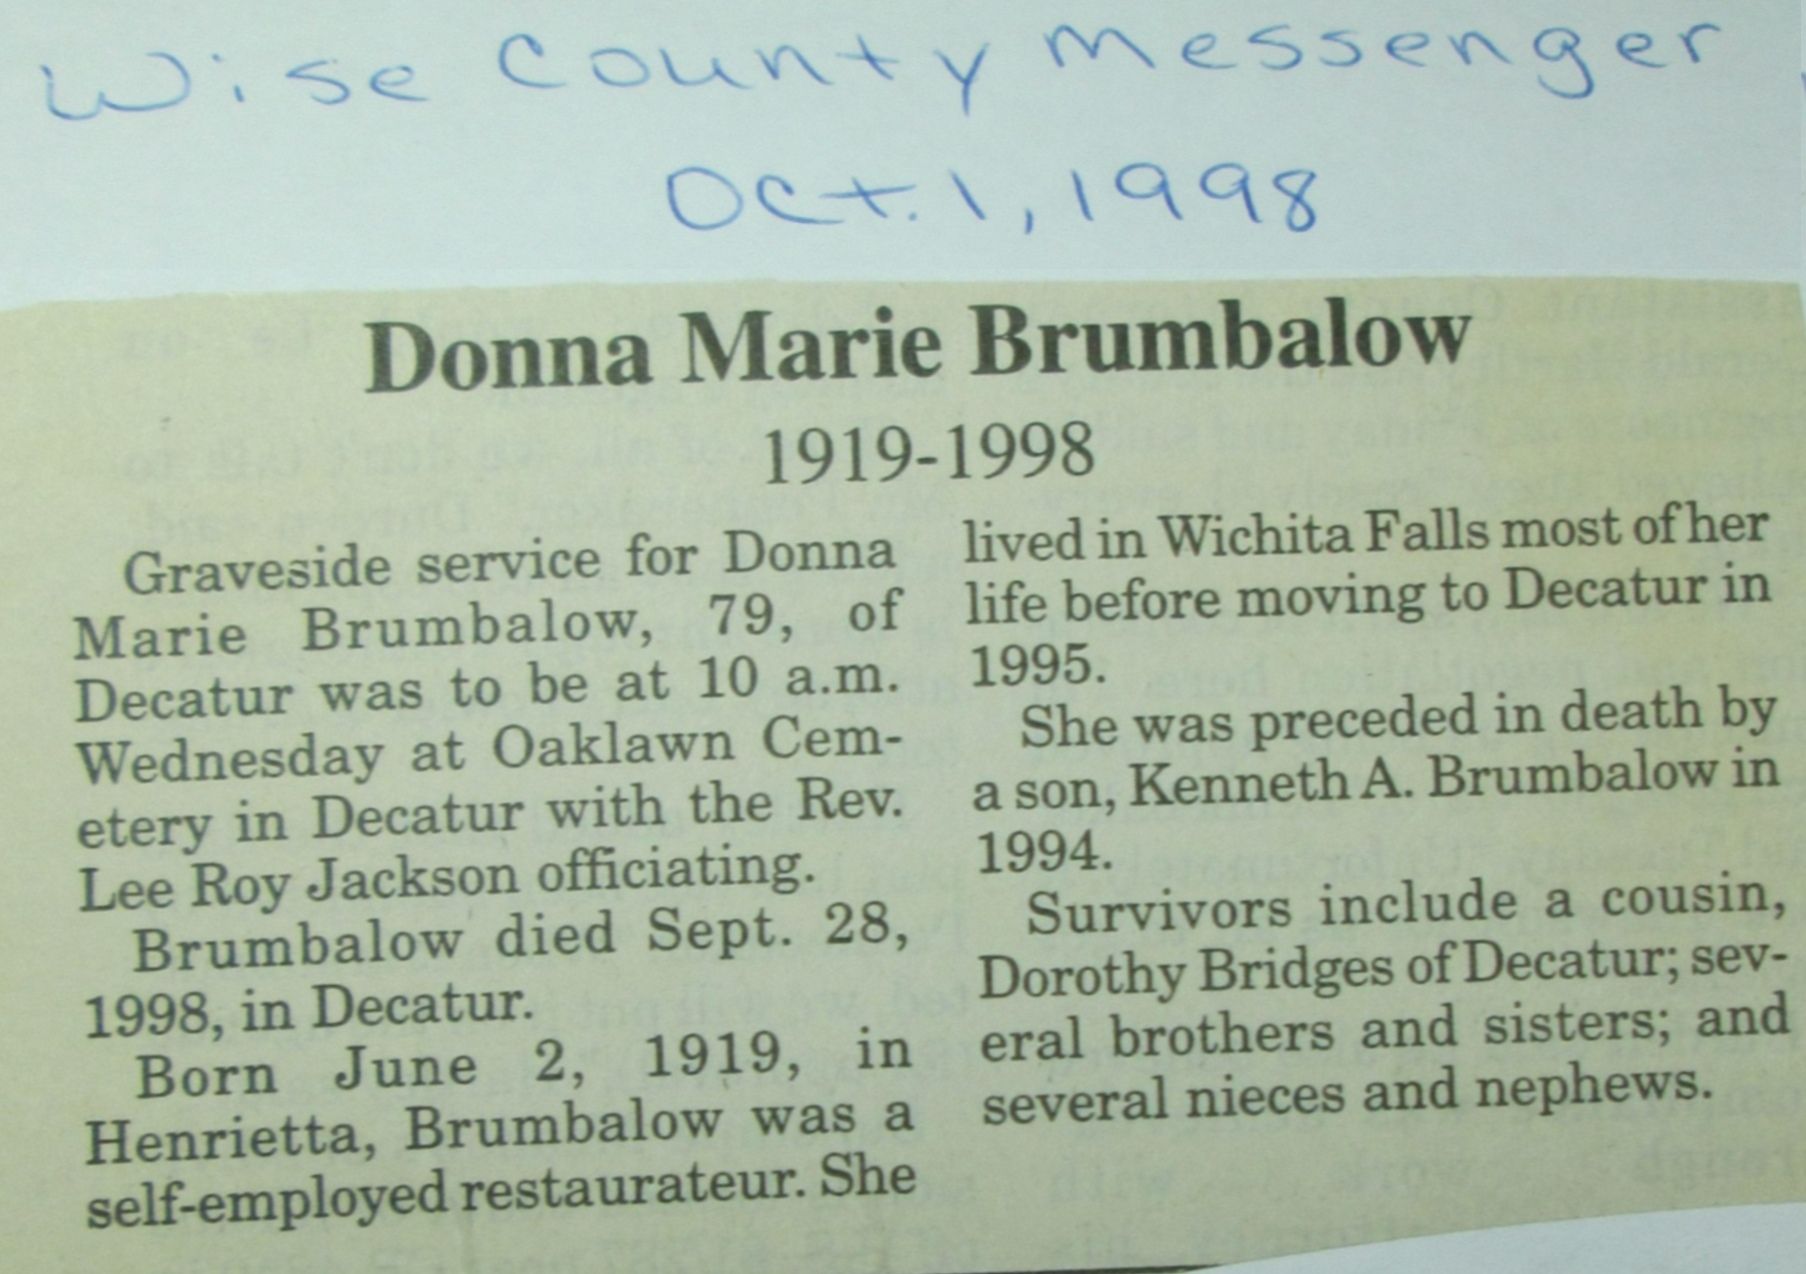 Wise County Messenger
Oct. 1, 1998
Donna Marie Brumbalow
1919-1998
Graveside service for Donna
Marie Brumbalow, 79, of
Decatur was to be at 10 a.m.
Wednesday at Oaklawn Cem-
etery in Decatur with the Rev.
Lee Roy Jackson officiating.
Brumbalow died Sept. 28,
1998, in Decatur.
Born June 2, 1919, in
Henrietta, Brumbalow was a
self-employed restaurateur. She
lived in Wichita Falls most of her
life before moving to Decatur in
1995.
She was preceded in death by
a son, Kenneth A. Brumbalow in
1994.
Survivors include a cousin,
Dorothy Bridges of Decatur; sev-
eral brothers and sisters; and
several nieces and nephews.